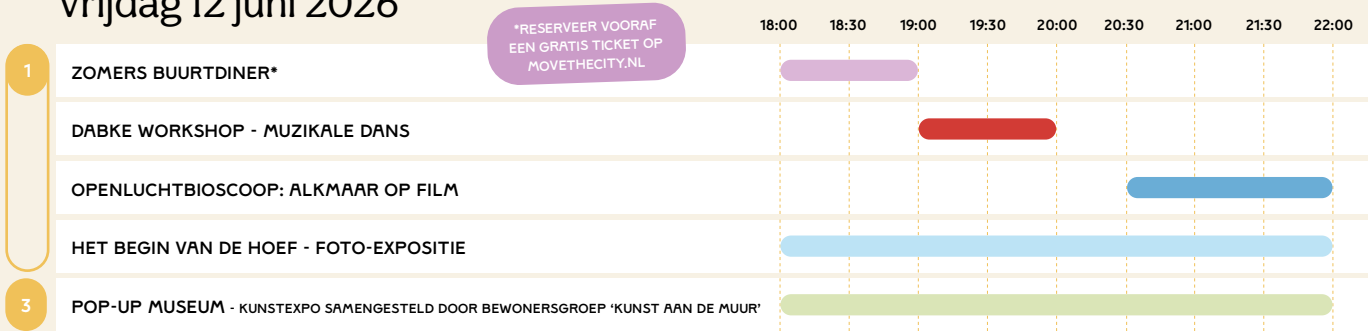 Vrijdag 12 juni 2026
*RESERVEER VOORAF
EEN GRATIS TICKET OP
MOVETHECITY.NL
18:00 18:30 19:00 19:30 20:00 20:30 21:00 21:30 22:00
1
ZOMERS BUURTDINER*
DABKE WORKSHOP - MUZIKALE DANS
OPENLUCHTBIOSCOOP: ALKMAAR OP FILM
HET BEGIN VAN DE HOEF - FOTO-EXPOSITIE
3
POP-UP MUSEUM - KUNSTEXPO SAMENGESTELD DOOR BEWONERSGROEP ‘KUNST AAN DE MUUR’